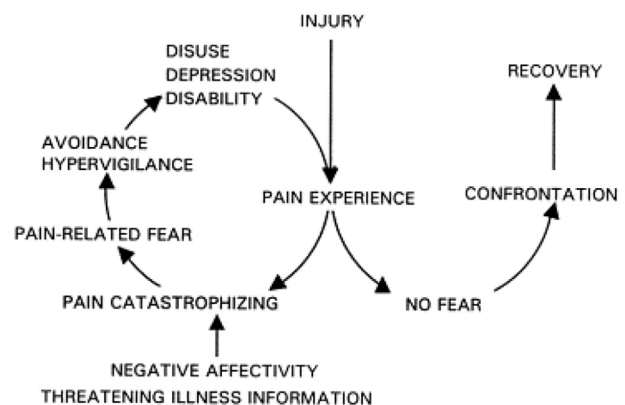 INJURY
DISUSE
DEPRESSION
DISABILITY
RECOVERY
AVOIDANCE
HYPERVIGILANCE
PAIN EXPERIENCE
CONFRONTATION
PAIN-RELATED FEAR
PAIN CATASTROPHIZING
NO FEAR
NEGATIVE AFFECTIVITY
THREATENING ILLNESS INFORMATION